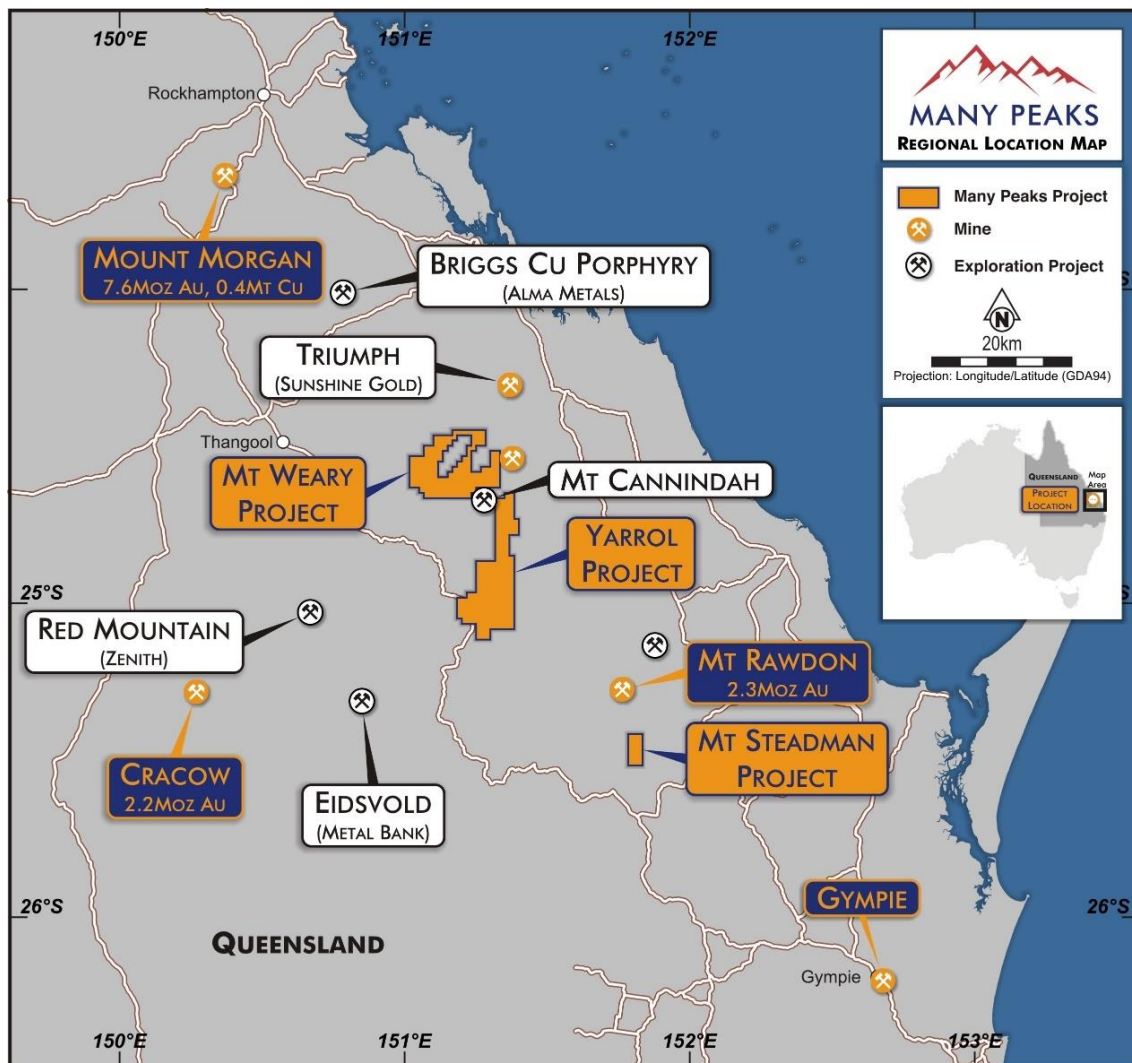 150°E
151°E
152°E
Rockhampton
MANY PEAKS
REGIONAL LOCATION MAP
Many Peaks Project
Mine
Exploration Project
N
20km
Projection: Longitude/Latitude (GDA94)
MOUNT MORGAN
7.6MOZ AU, 0.4MT CU
BRIGGS CU PORPHYRY
(ALMA METALS)
TRIUMPH
(SUNSHINE GOLD)
Thangool
MT WEARY
PROJECT
MT CANNINDAH
YARROL
PROJECT
QUEENSLAND
Map
Area
PROJECT
LOCATION
25°S
RED MOUNTAIN
(ZENITH)
MT RAWDON
2.3MOZ AU
CRACOW
2.2MOZ AU
EIDSVOLD
(METAL BANK)
MT STEADMAN
PROJECT
26°S
26°S
QUEENSLAND
GYMPIE
Gympie
150°E
151°E
152°E
153°E